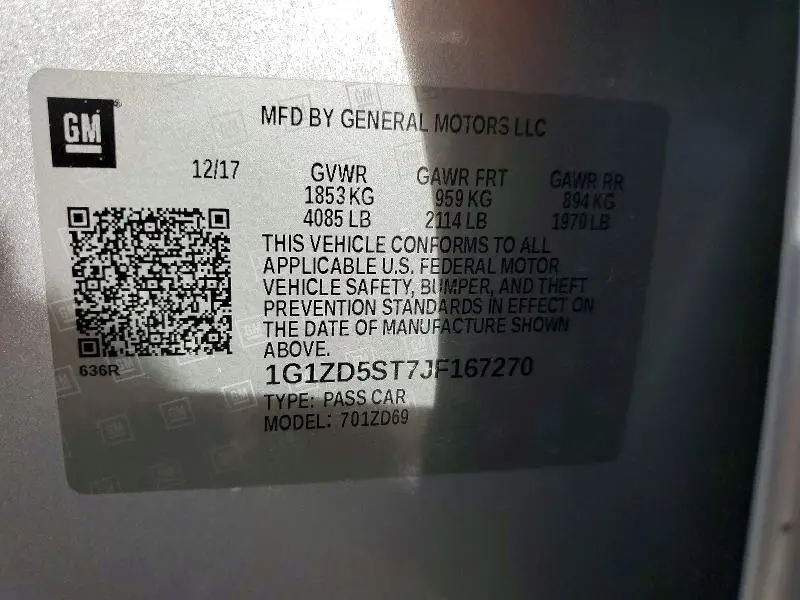 GM
MFD BY GENERAL MOTORS LLC
12/17
GVWR GAWR FRT GAWR RR
1853 KG 959 KG 894 KG
4085 LB 2114 LB 1970 LB
THIS VEHICLE CONFORMS TO ALL
APPLICABLE U.S. FEDERAL MOTOR
VEHICLE SAFETY, BUMPER, AND THEFT
PREVENTION STANDARDS IN EFFECT ON
THE DATE OF MANUFACTURE SHOWN
ABOVE.
636R
1G1ZD5ST7JF167270
TYPE: PASS CAR
MODEL: 701ZD69